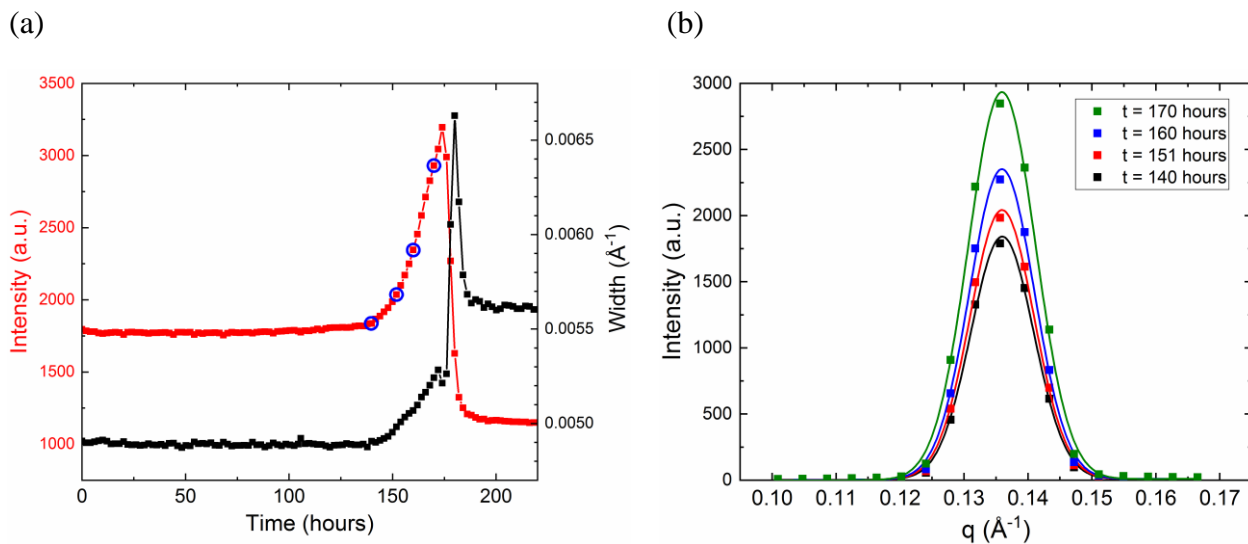 (a)
(b)
3500
3000
2500
2000
1500
1000
Intensity (a.u.)
0
50
100
150
200
Time (hours)
0.0065
0.0060
0.0055
0.0050
Width (Å-1)
3000
2500
2000
1500
1000
500
0
Intensity (a.u.)
t = 170 hours
t = 160 hours
t = 151 hours
t = 140 hours
0.10
0.11
0.12
0.13
0.14
0.15
0.16
0.17
q (Å-1)